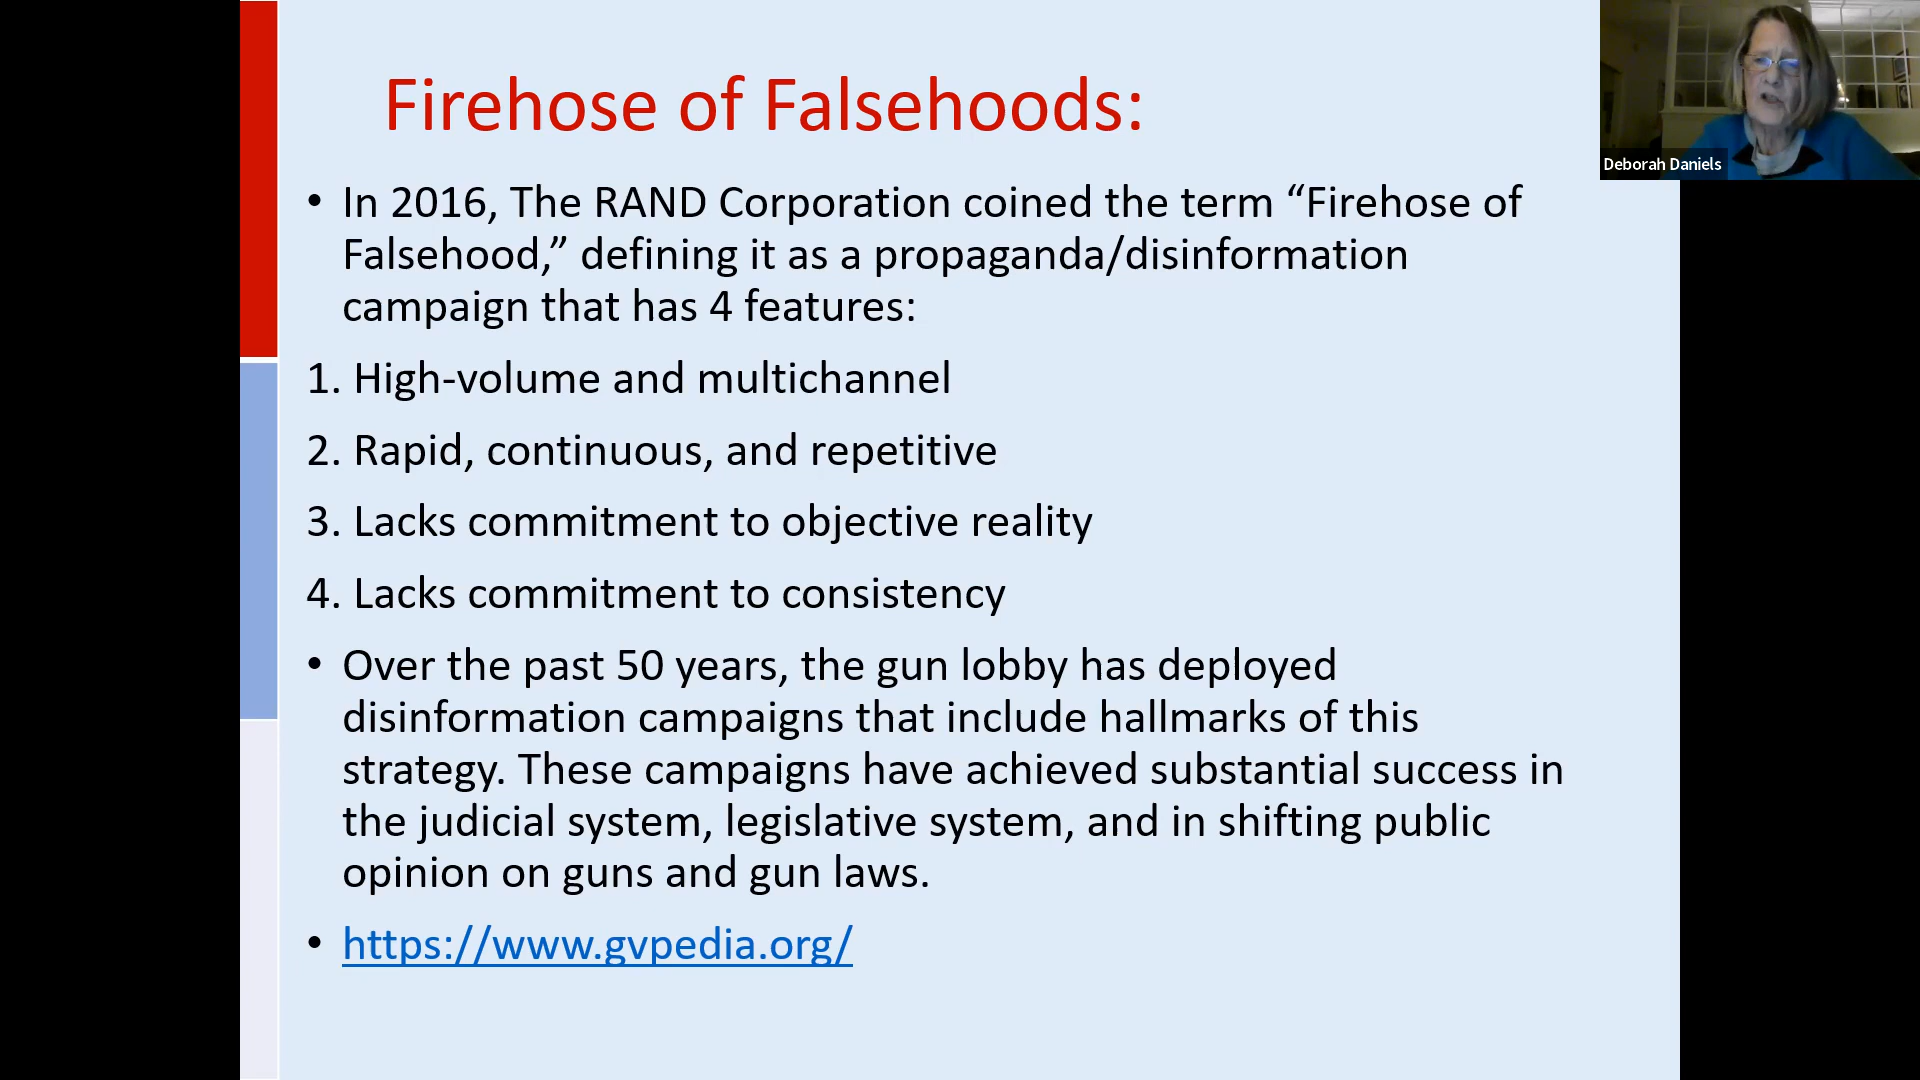 Firehose of Falsehoods:
• In 2016, The RAND Corporation coined the term “Firehose of
Falsehood,” defining it as a propaganda/disinformation
campaign that has 4 features:
1. High-volume and multichannel
2. Rapid, continuous, and repetitive
3. Lacks commitment to objective reality
4. Lacks commitment to consistency
• Over the past 50 years, the gun lobby has deployed
disinformation campaigns that include hallmarks of this
strategy. These campaigns have achieved substantial success in
the judicial system, legislative system, and in shifting public
opinion on guns and gun laws.
• https://www.gvpedia.org/
Deborah Daniels